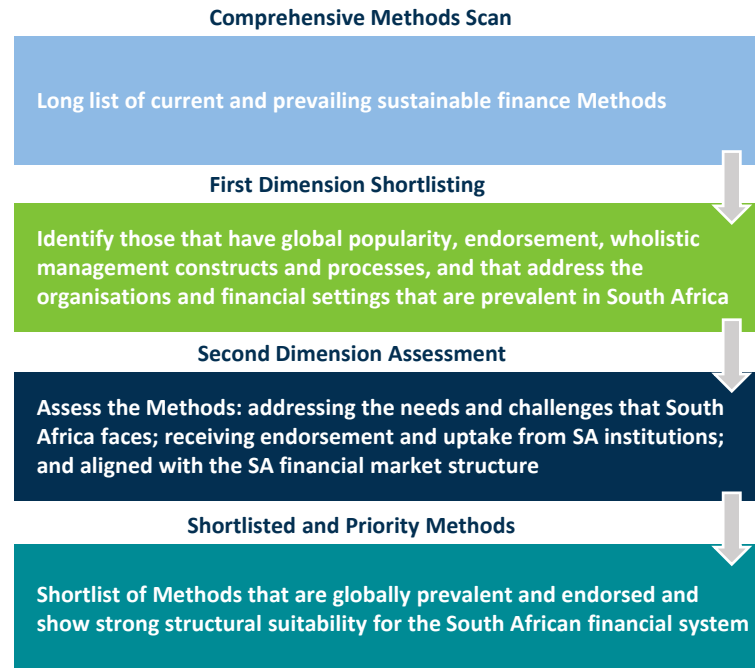 Comprehensive Methods Scan
Long list of current and prevailing sustainable finance Methods
First Dimension Shortlisting
Identify those that have global popularity, endorsement, wholistic
management constructs and processes, and that address the
organisations and financial settings that are prevalent in South Africa
Second Dimension Assessment
Assess the Methods: addressing the needs and challenges that South
Africa faces; receiving endorsement and uptake from SA institutions;
and aligned with the SA financial market structure
Shortlisted and Priority Methods
Shortlist of Methods that are globally prevalent and endorsed and
show strong structural suitability for the South African financial system